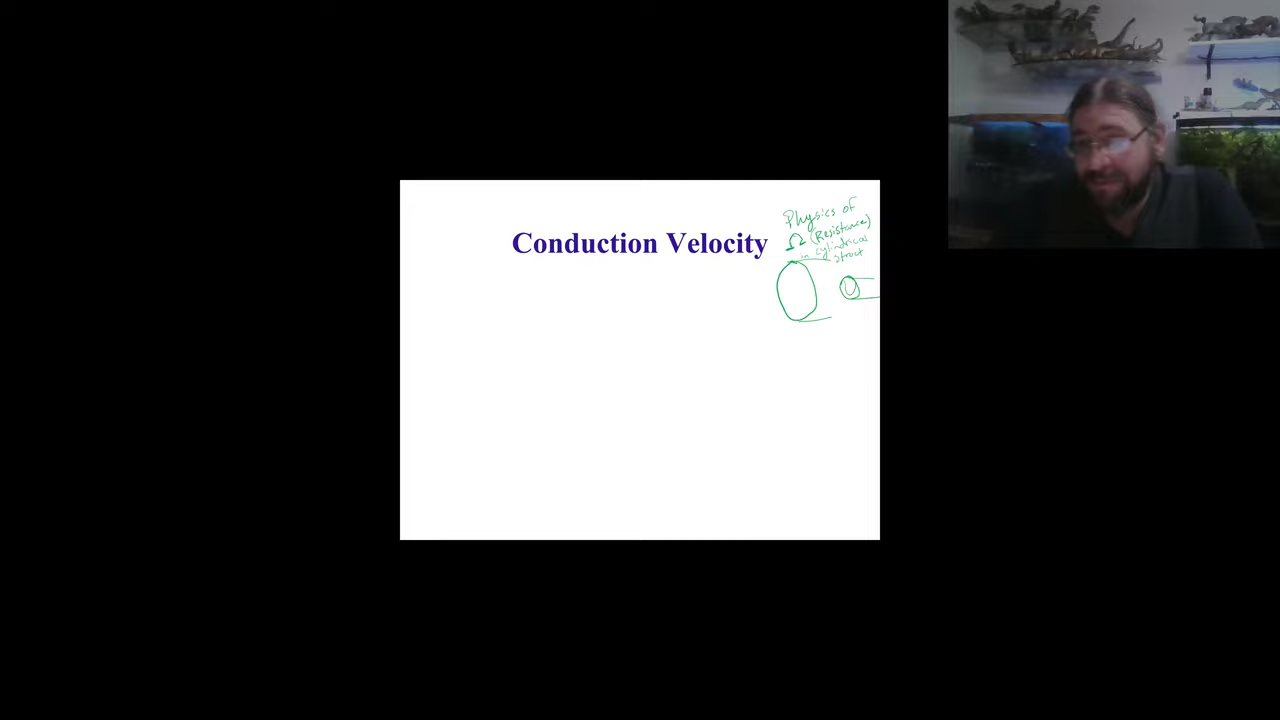 Conduction Velocity
Physics of
Ω (Resistance)
in cylindrical
struct